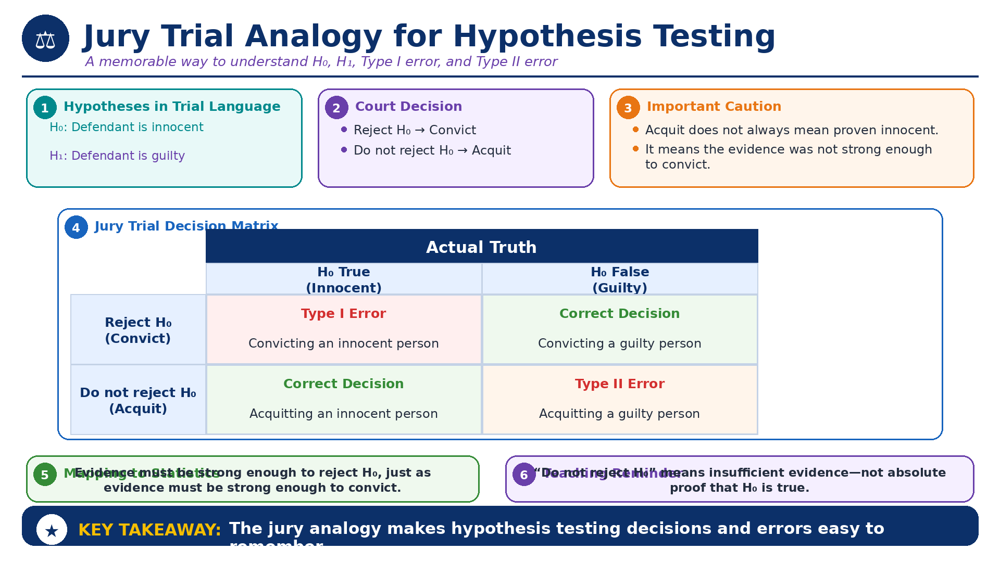 ⚖ Jury Trial Analogy for Hypothesis Testing
A memorable way to understand H₀, H₁, Type I error, and Type II error
1 Hypotheses in Trial Language
H₀: Defendant is innocent
H₁: Defendant is guilty
2 Court Decision
• Reject H₀ → Convict
• Do not reject H₀ → Acquit
3 Important Caution
• Acquit does not always mean proven innocent.
• It means the evidence was not strong enough
to convict.
4 Jury Trial Decision Matrix
Actual Truth
H₀ True
(Innocent)
H₀ False
(Guilty)
Reject H₀
(Convict)
Type I Error
Convicting an innocent person
Correct Decision
Convicting a guilty person
Do not reject H₀
(Acquit)
Correct Decision
Acquitting an innocent person
Type II Error
Acquitting a guilty person
5 Mapping to Statistics
Evidence must be strong enough to reject H₀, just as
evidence must be strong enough to convict.
6 Teaching Reminder
“Do not reject H₀” means insufficient evidence—not absolute
proof that H₀ is true.
★ KEY TAKEAWAY: The jury analogy makes hypothesis testing decisions and errors easy to
remember